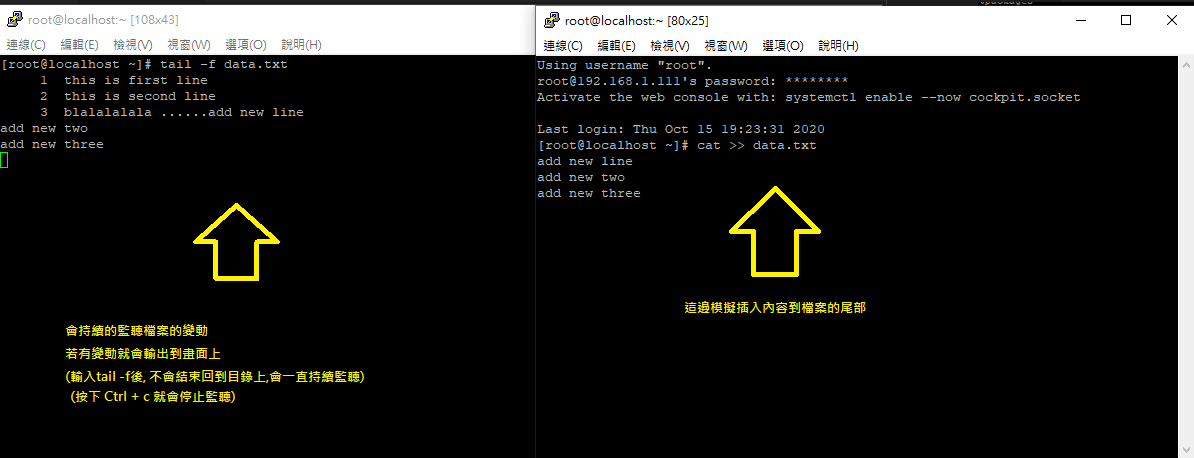 root@localhost:~ [108x43]
連線(C) 編輯(E) 檢視(V) 視窗(W) 選項(O) 說明(H)
[root@localhost ~]# tail -f data.txt
1 this is first line
2 this is second line
3 blalalalala ......add new line
add new two
add new three
會持續的監聽檔案的變動
若有變動就會輸出到畫面上
(輸入tail -f後, 不會結束回到目錄上,會一直持續監聽)
(按下 Ctrl + c 就會停止監聽)
root@localhost:~ [80x25]
連線(C) 編輯(E) 檢視(V) 視窗(W) 選項(O) 說明(H)
Using username "root".
root@192.168.1.111's password: ********
Activate the web console with: systemctl enable --now cockpit.socket
Last login: Thu Oct 15 19:23:31 2020
[root@localhost ~]# cat >> data.txt
add new line
add new two
add new three
這邊模擬插入內容到檔案的尾部